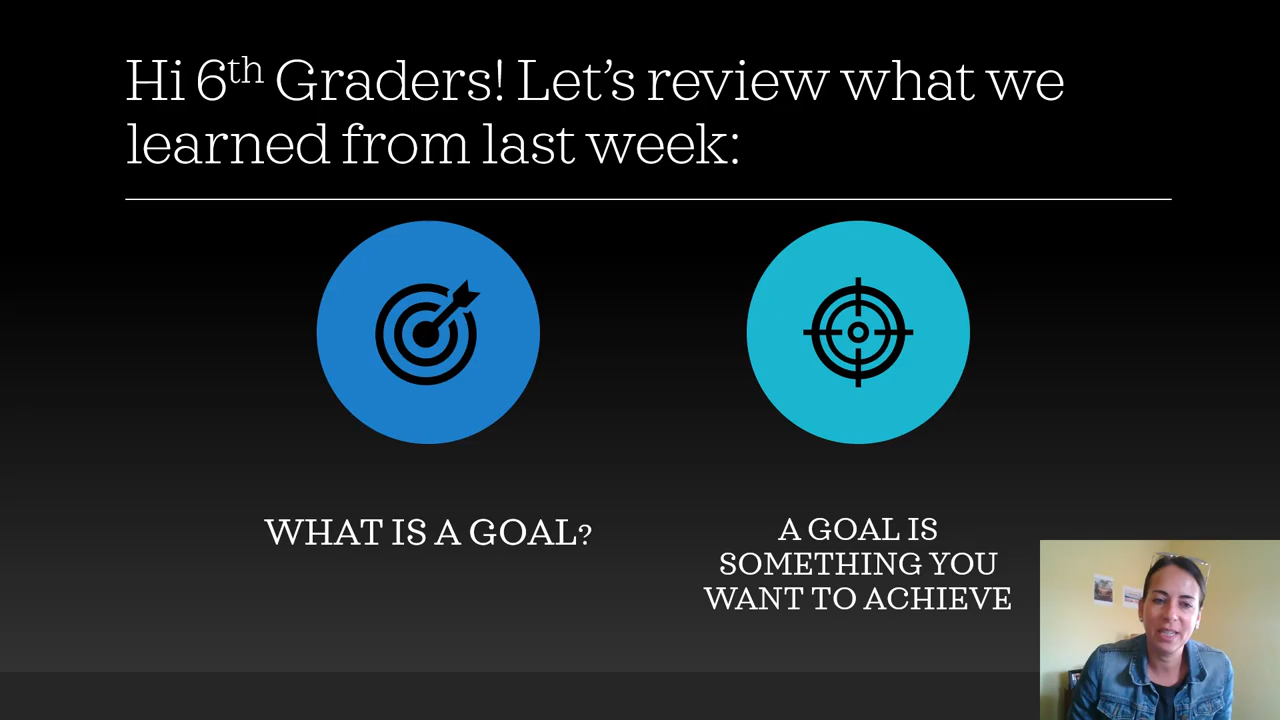 Hi 6th Graders! Let’s review what we
learned from last week:
WHAT IS A GOAL?
A GOAL IS
SOMETHING YOU
WANT TO ACHIEVE